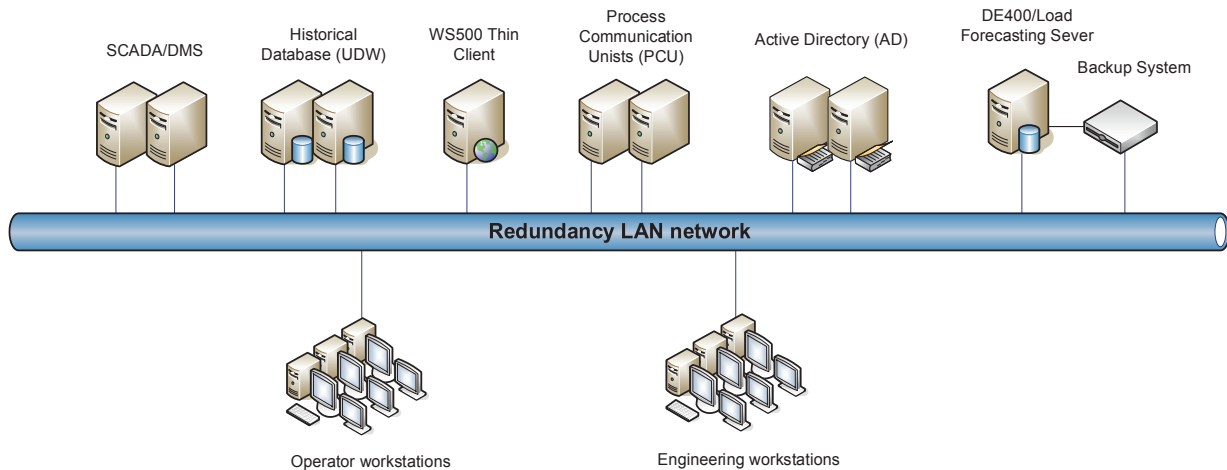 SCADA/DMS
Historical
Database (UDW)
WS500 Thin
Client
Process
Communication
Unists (PCU)
Active Directory (AD)
DE400/Load
Forecasting Sever
Backup System
Redundancy LAN network
Operator workstations
Engineering workstations